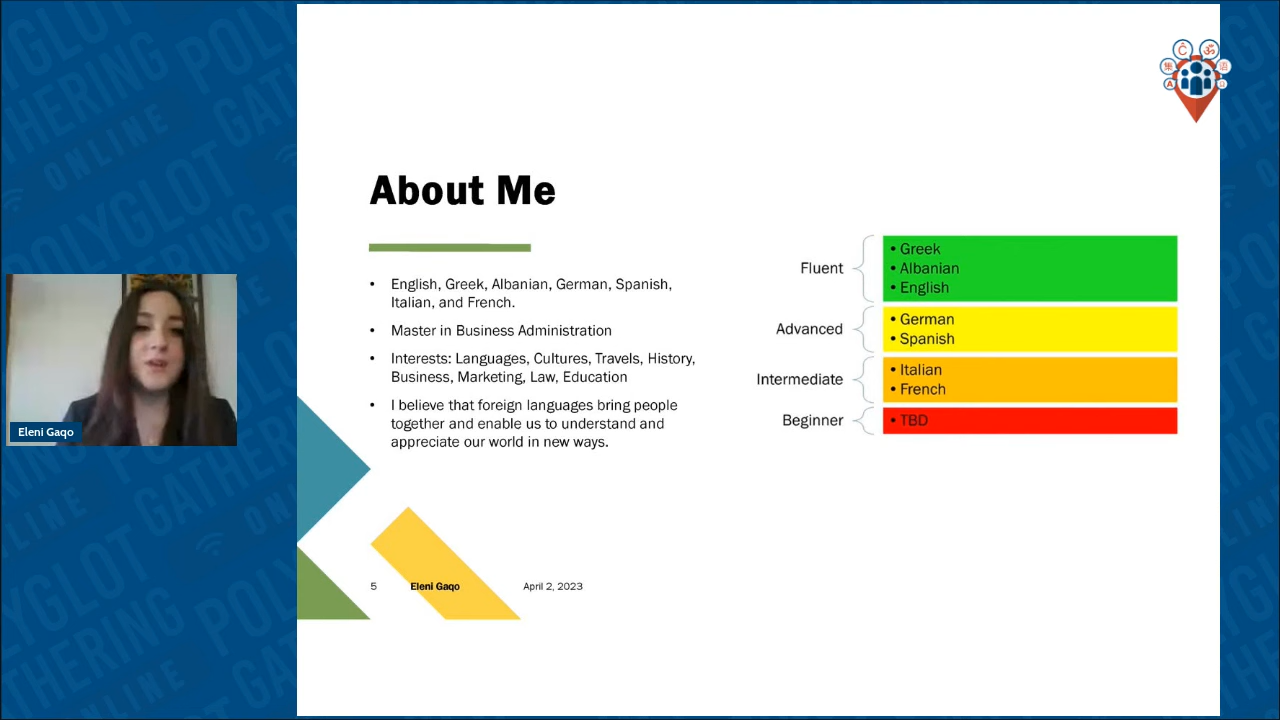 About Me
• English, Greek, Albanian, German, Spanish,
Italian, and French.
• Master in Business Administration
• Interests: Languages, Cultures, Travels, History,
Business, Marketing, Law, Education
• I believe that foreign languages bring people
together and enable us to understand and
appreciate our world in new ways.
Fluent
• Greek
• Albanian
• English
Advanced
• German
• Spanish
Intermediate
• Italian
• French
Beginner
• TBD
5 Eleni Gaqo April 2, 2023
Eleni Gaqo
POLYGLOT
GATHERING
ONLINE